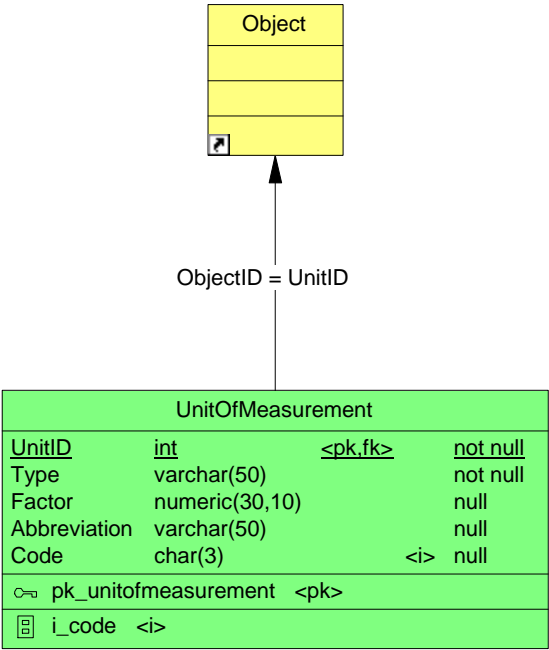 Object
ObjectID = UnitID
UnitOfMeasurement
UnitID int <pk,fk> not null
Type varchar(50) not null
Factor numeric(30,10) null
Abbreviation varchar(50) null
Code char(3) <i> null
pk_unitofmeasurement <pk>
i_code <i>